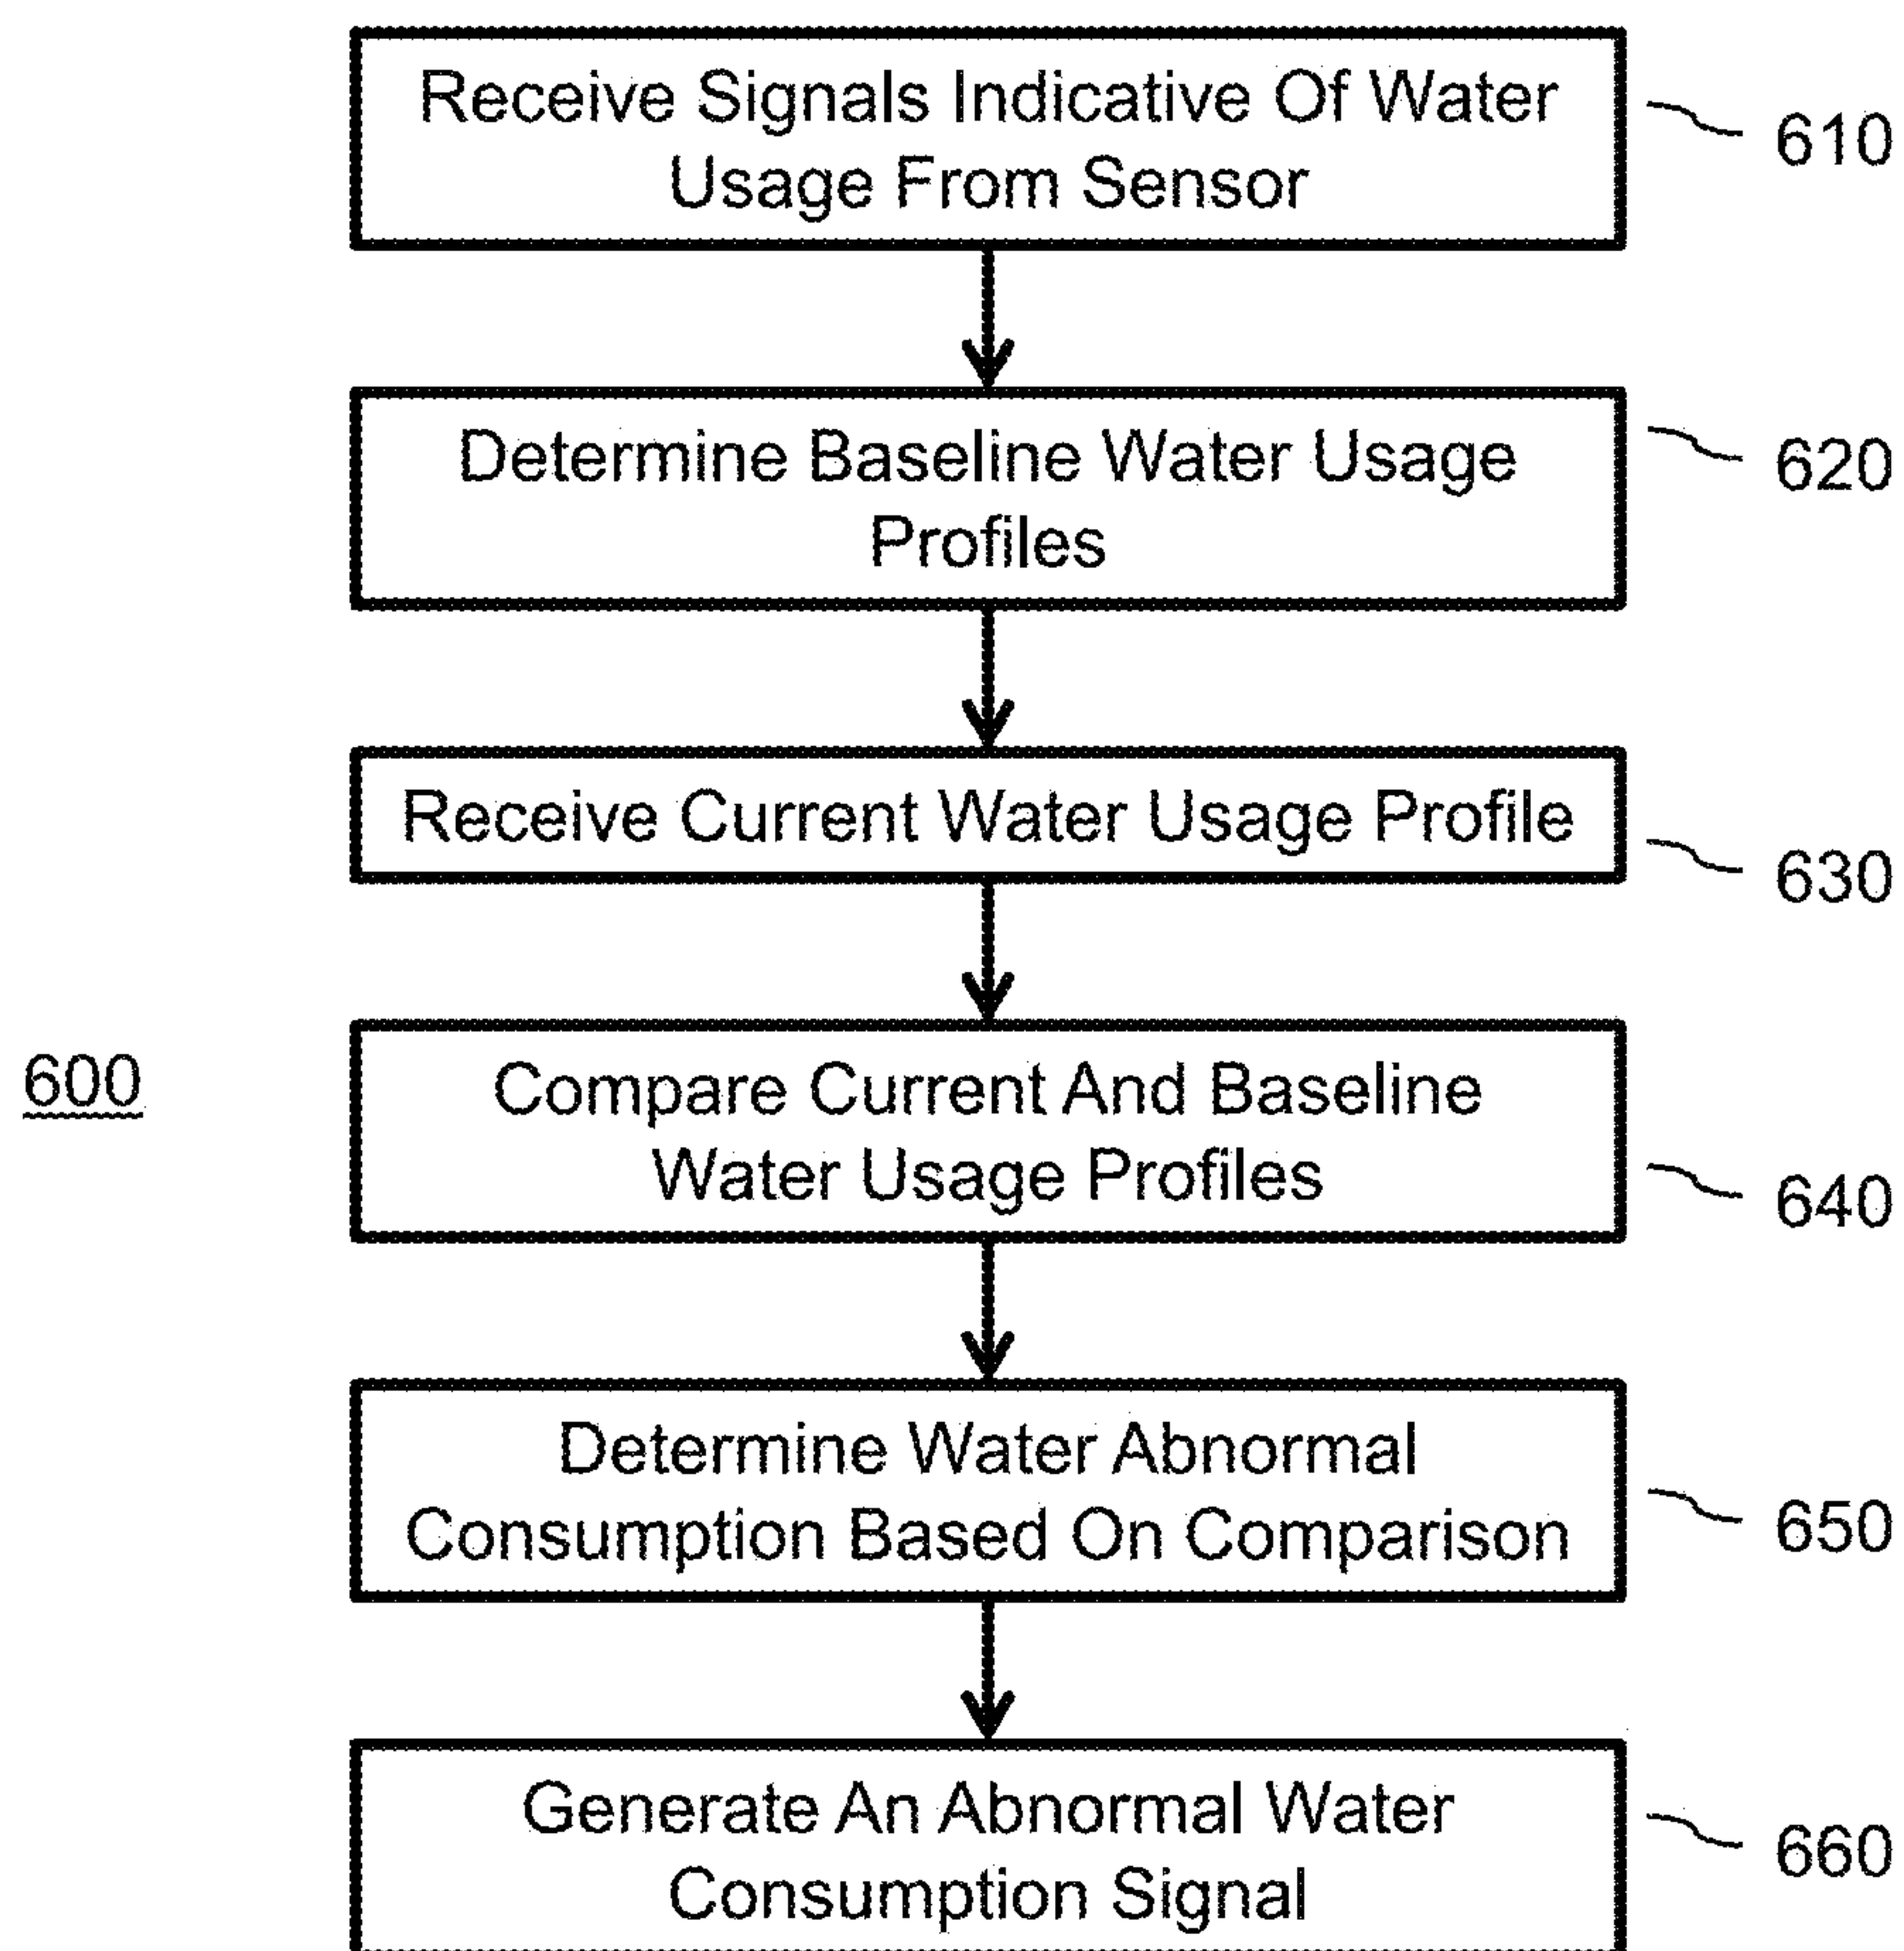 Receive Signals Indicative Of Water
Usage From Sensor
610
Determine Baseline Water Usage
Profiles
620
Receive Current Water Usage Profile
630
600
Compare Current And Baseline
Water Usage Profiles
640
Determine Water Abnormal
Consumption Based On Comparison
650
Generate An Abnormal Water
Consumption Signal
660